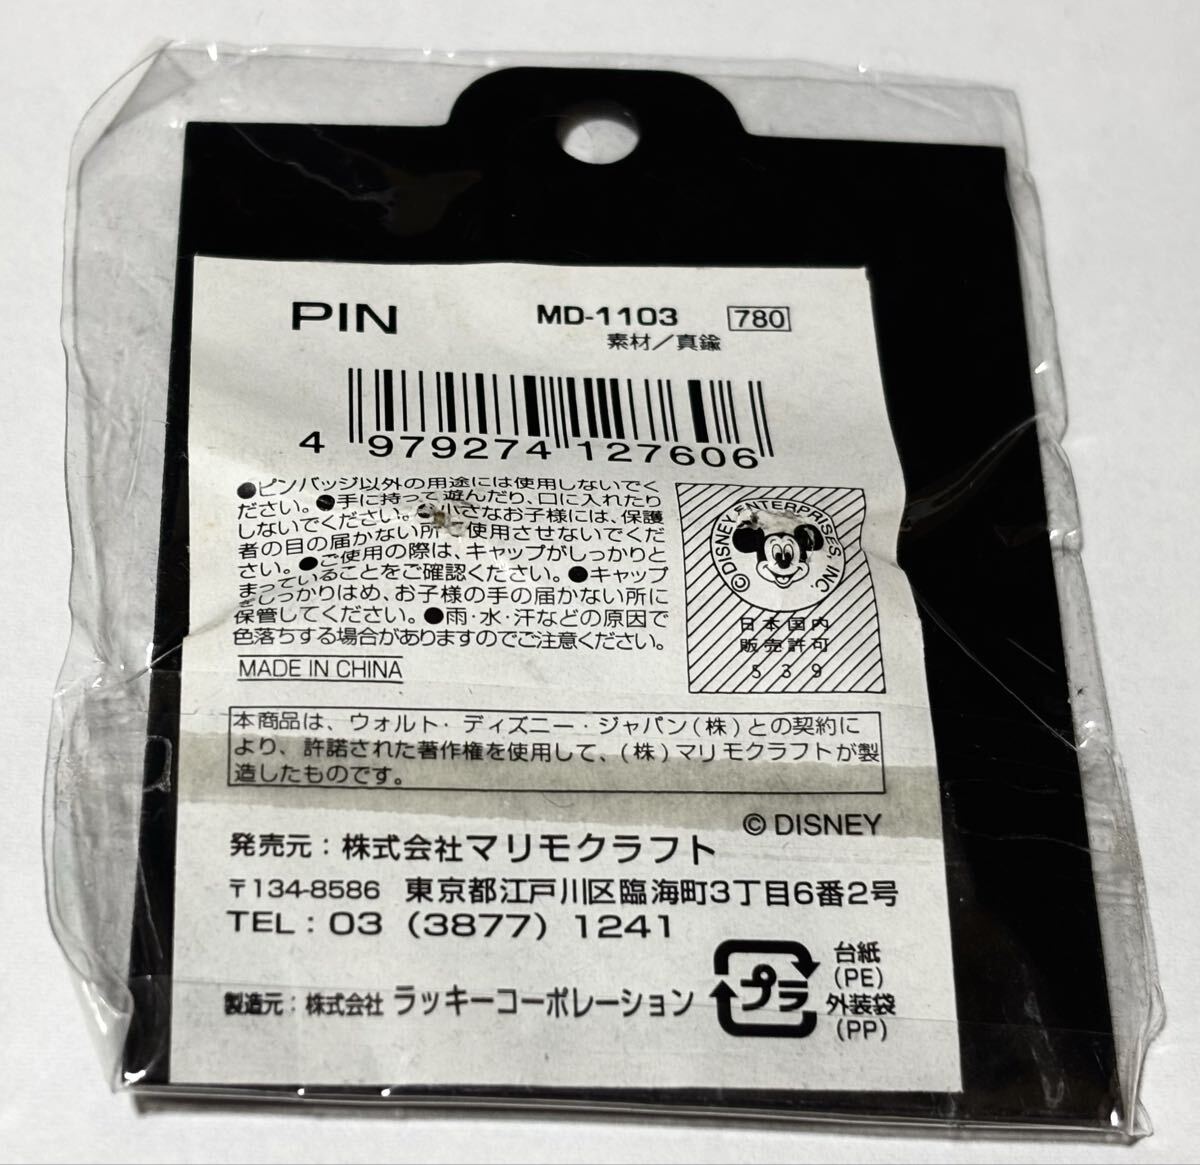 PIN
MD-1103 780
素材／真鍮
4 979274 127606
●ピンバッジ以外の用途には使用しないでく
ださい。●手に持って遊んだり、口に入れたり
しないでください。●小さなお子様には、保護
者の目の届かない所で使用させないでくだ
さい。●ご使用の際は、キャップがしっかりと
まっていることをご確認ください。●キャップ
をしっかりはめ、お子様の手の届かない所に
保管してください。●雨・水・汗などの原因で
色落ちする場合がありますのでご注意ください。
MADE IN CHINA
© DISNEY ENTERPRISES, INC.
日本国内
販売許可
539
本商品は、ウォルト・ディズニー・ジャパン(株)との契約に
より、許諾された著作権を使用して、(株)マリモクラフトが製
造したものです。
© DISNEY
発売元：株式会社マリモクラフト
〒134-8586 東京都江戸川区臨海町3丁目6番2号
TEL：03 (3877) 1241
製造元：株式会社 ラッキーコーポレーション
プラ
台紙
(PE)
外装袋
(PP)